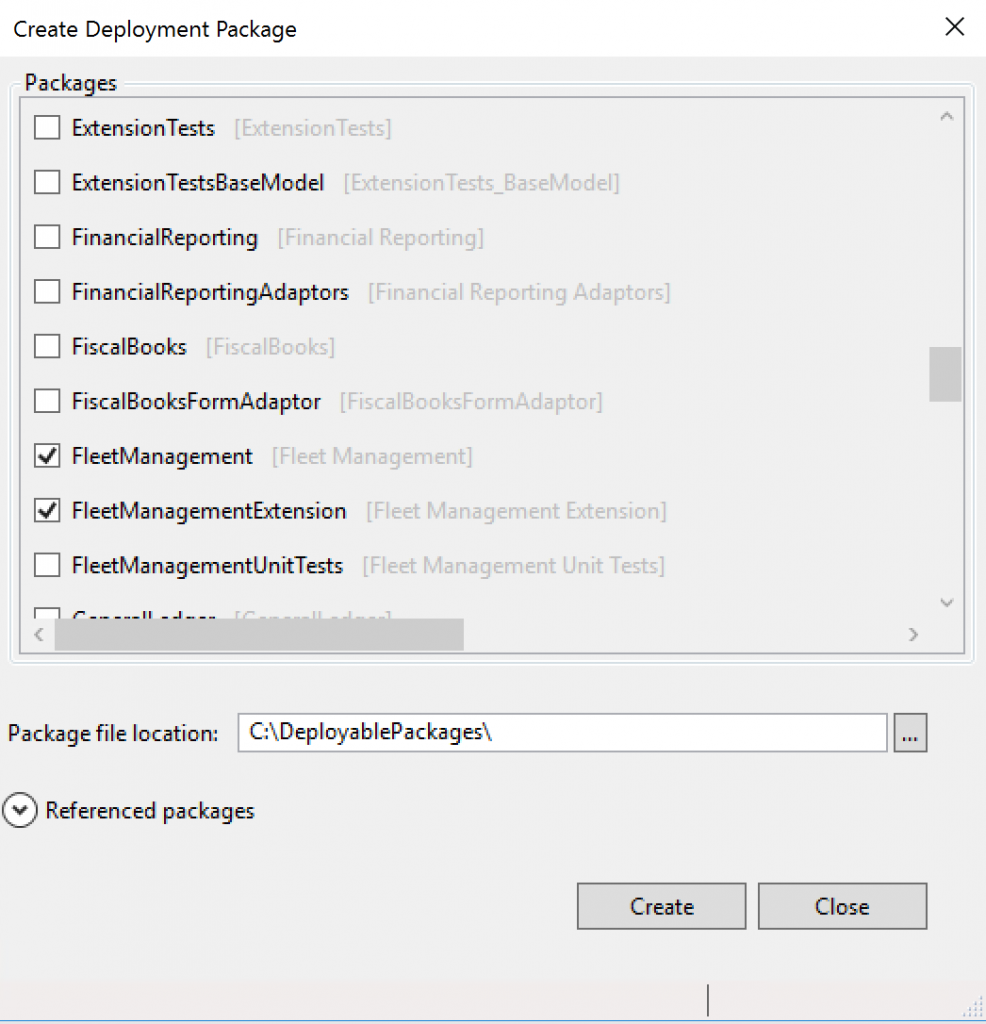 Create Deployment Package
Packages
ExtensionTests [ExtensionTests]
ExtensionTestsBaseModel [ExtensionTests_BaseModel]
FinancialReporting [Financial Reporting]
FinancialReportingAdaptors [Financial Reporting Adaptors]
FiscalBooks [FiscalBooks]
FiscalBooksFormAdaptor [FiscalBooksFormAdaptor]
FleetManagement [Fleet Management]
FleetManagementExtension [Fleet Management Extension]
FleetManagementUnitTests [Fleet Management Unit Tests]
GeneralLedger [GeneralLedger]
Package file location: C:\DeployablePackages\ ...
Referenced packages
Create Close